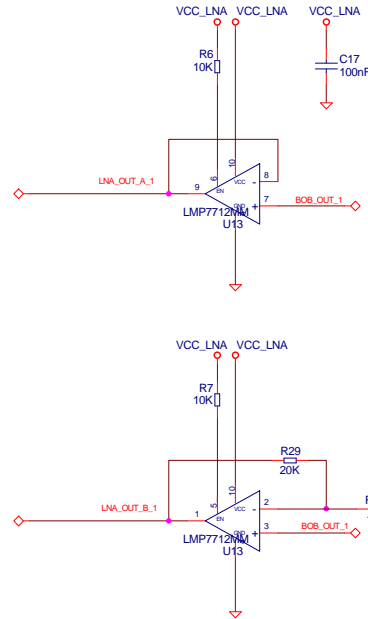 VCC_LNA VCC_LNA VCC_LNA
R6
10K
C17
100nF
LNA_OUT_A_1
9
6
EN
10
VCC
GND
-
+
8
7
BOB_OUT_1
LMP7712MM
U13
VCC_LNA VCC_LNA
R7
10K
R29
20K
LNA_OUT_B_1
1
5
EN
10
VCC
GND
-
+
2
3
R
BOB_OUT_1
LMP7712MM
U13